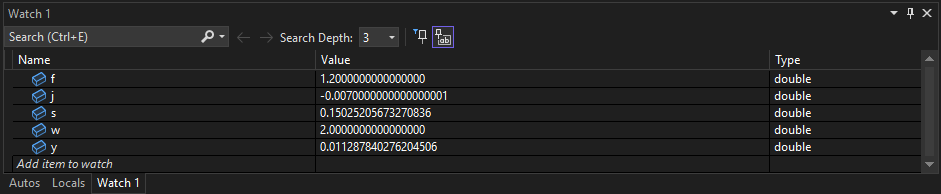 Watch 1
Search (Ctrl+E) Search Depth: 3
Name Value Type
f 1.2000000000000000 double
j -0.0070000000000000001 double
s 0.15025205673270836 double
w 2.0000000000000000 double
y 0.011287840276204506 double
Add item to watch
Autos Locals Watch 1